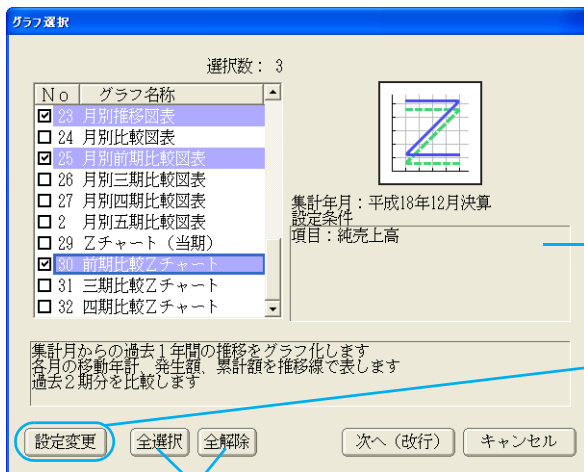 グラフ選択
選択数： 3
No グラフ名称
23 月別推移図表
24 月別比較図表
25 月別前期比較図表
26 月別三期比較図表
27 月別四期比較図表
2 月別五期比較図表
29 Zチャート（当期）
30 前期比較Zチャート
31 三期比較Zチャート
32 四期比較Zチャート
集計年月：平成18年12月決算
設定条件
項目：純売上高
集計月からの過去１年間の推移をグラフ化します
各月の移動年計、発生額、累計額を推移線で表します
過去２期分を比較します
設定変更 全選択 全解除 次へ（改行） キャンセル